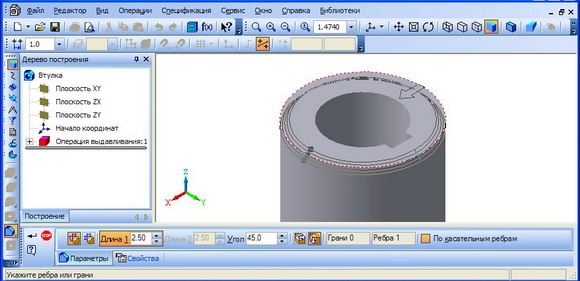 Файл Редактор Вид Операции Спецификация Сервис Окно Справка Библиотеки
f(x) 1.4740
1.0
Дерево построения
Втулка
Плоскость XY
Плоскость ZX
Плоскость ZY
Начало координат
Операция выдавливания:1
Z
X Y
Построение
STOP Длина 1 2.50 Длина 2 2.50 Угол 45.0 Грани 0 Ребра 1 По касательным ребрам
Параметры Свойства
Укажите ребра или грани